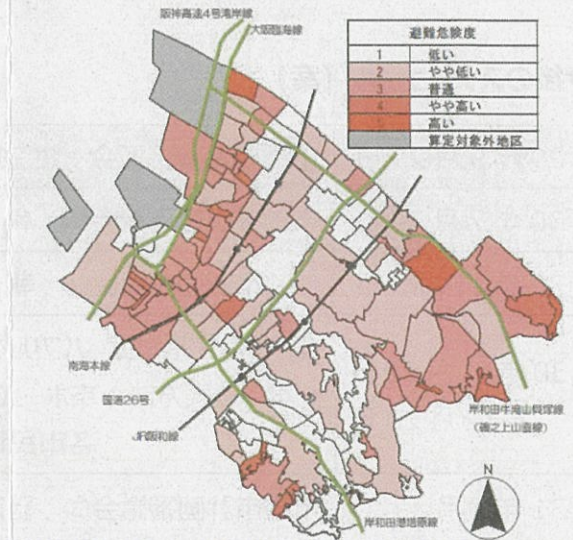 阪神高速4号湾岸線
大阪臨海線
避難危険度
1 低い
2 やや低い
3 普通
4 やや高い
5 高い
算定対象外地区
南海本線
国道26号
JR阪和線
岸和田牛滝山貝塚線
(磯之上山直線)
岸和田港塔原線
N